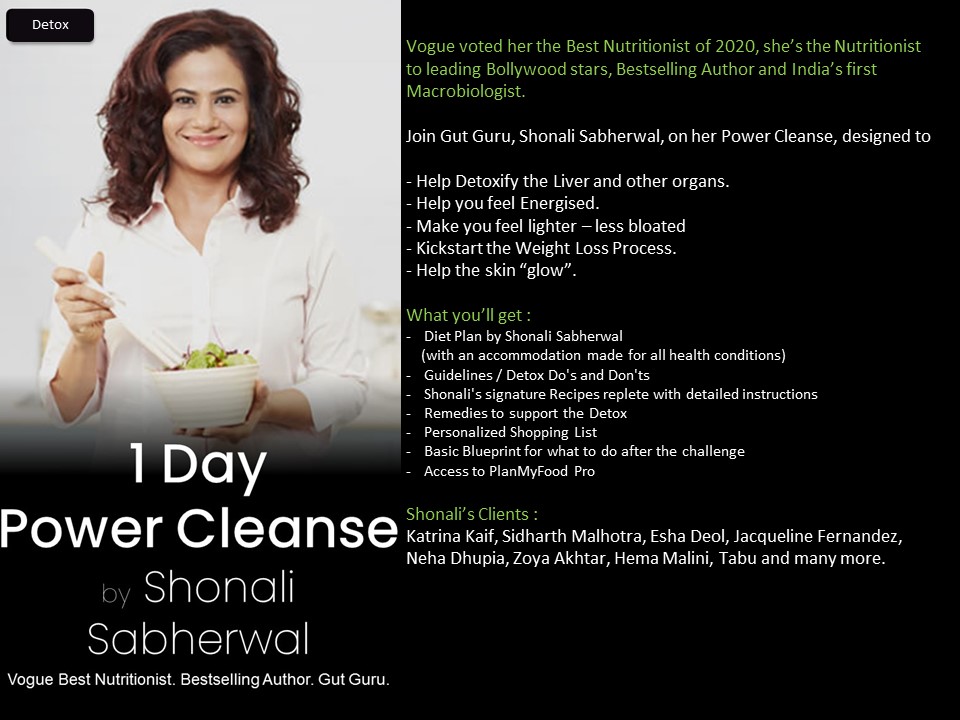 Detox
1 Day
Power Cleanse
by Shonali
Sabherwal
Vogue Best Nutritionist. Bestselling Author. Gut Guru.
Vogue voted her the Best Nutritionist of 2020, she’s the Nutritionist
to leading Bollywood stars, Bestselling Author and India’s first
Macrobiologist.
Join Gut Guru, Shonali Sabherwal, on her Power Cleanse, designed to
- Help Detoxify the Liver and other organs.
- Help you feel Energised.
- Make you feel lighter – less bloated
- Kickstart the Weight Loss Process.
- Help the skin “glow”.
What you’ll get :
- Diet Plan by Shonali Sabherwal
(with an accommodation made for all health conditions)
- Guidelines / Detox Do's and Don'ts
- Shonali's signature Recipes replete with detailed instructions
- Remedies to support the Detox
- Personalized Shopping List
- Basic Blueprint for what to do after the challenge
- Access to PlanMyFood Pro
Shonali’s Clients :
Katrina Kaif, Sidharth Malhotra, Esha Deol, Jacqueline Fernandez,
Neha Dhupia, Zoya Akhtar, Hema Malini, Tabu and many more.